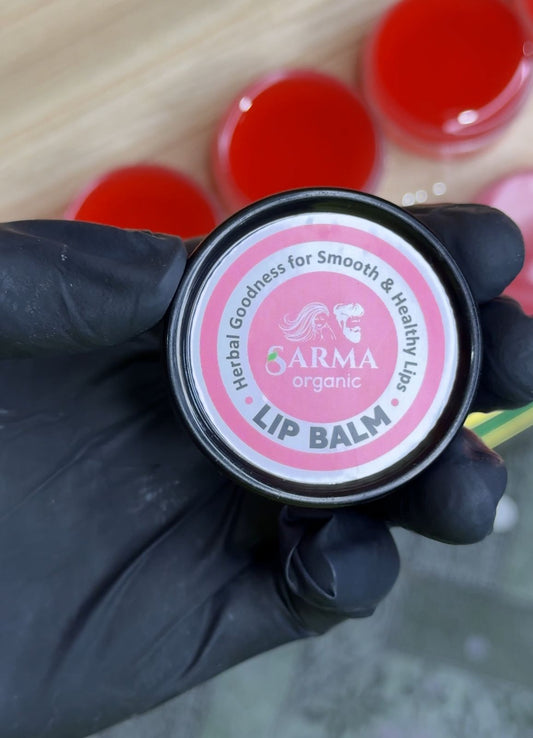 Herbal Goodness for Smooth & Healthy Lips
SARMA
organic
• LIP BALM •